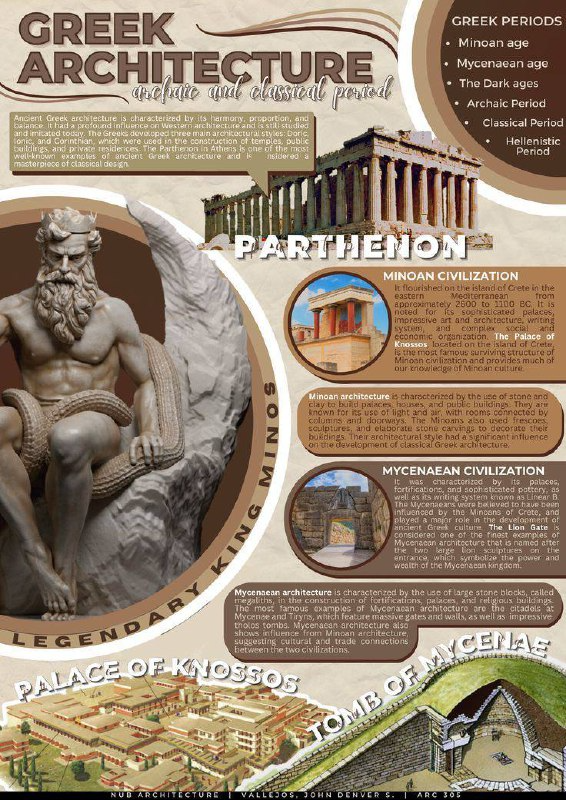 GREEK
ARCHITECTURE
archaic and classical period
GREEK PERIODS
• Minoan age
• Mycenaean age
• The Dark ages
• Archaic Period
• Classical Period
• Hellenistic
Period
Ancient Greek architecture is characterized by its harmony, proportion, and
balance. It had a profound influence on Western architecture and is still studied
and imitated today. The Greeks developed three main architectural styles: Doric,
Ionic, and Corinthian, which were used in the construction of temples, public
buildings, and private residences. The Parthenon in Athens is one of the most
well-known examples of ancient Greek architecture and is considered a
masterpiece of classical design.
PARTHENON
MINOAN CIVILIZATION
It flourished on the island of Crete in the
eastern Mediterranean from
approximately 2600 to 1100 BC. It is
noted for its sophisticated palaces,
impressive art and architecture, writing
system, and complex social and
economic organization. The Palace of
Knossos, located on the island of Crete,
is the most famous surviving structure of
Minoan civilization and provides much of
our knowledge of Minoan culture.
Minoan architecture is characterized by the use of stone and
clay to build palaces, houses, and public buildings. They are
known for its use of light and air, with rooms connected by
columns and doorways. The Minoans also used frescoes,
sculptures, and elaborate stone carvings to decorate their
buildings. Their architectural style had a significant influence
on the development of classical Greek architecture.
MYCENAEAN CIVILIZATION
It was characterized by its palaces,
fortifications, and sophisticated pottery, as
well as its writing system known as Linear B.
The Mycenaeans were believed to have been
influenced by the Minoans of Crete, and
played a major role in the development of
ancient Greek culture. The Lion Gate is
considered one of the finest examples of
Mycenaean architecture that is named after
the two large lion sculptures on the
entrance, which symbolize the power and
wealth of the Mycenaean kingdom.
Mycenaean architecture is characterized by the use of large stone blocks, called
megaliths, in the construction of fortifications, palaces, and religious buildings.
The most famous examples of Mycenaean architecture are the citadels at
Mycenae and Tiryns, which feature massive gates and walls, as well as impressive
tholos tombs. Mycenaean architecture also
shows influence from Minoan architecture,
suggesting cultural and trade connections
between the two civilizations.
LEGENDARY KING MINOS
PALACE OF KNOSSOS
TOMB OF MYCENAE
NUB ARCHITECTURE | VALLEJOS, JOHN DENVER S. | ARC 305